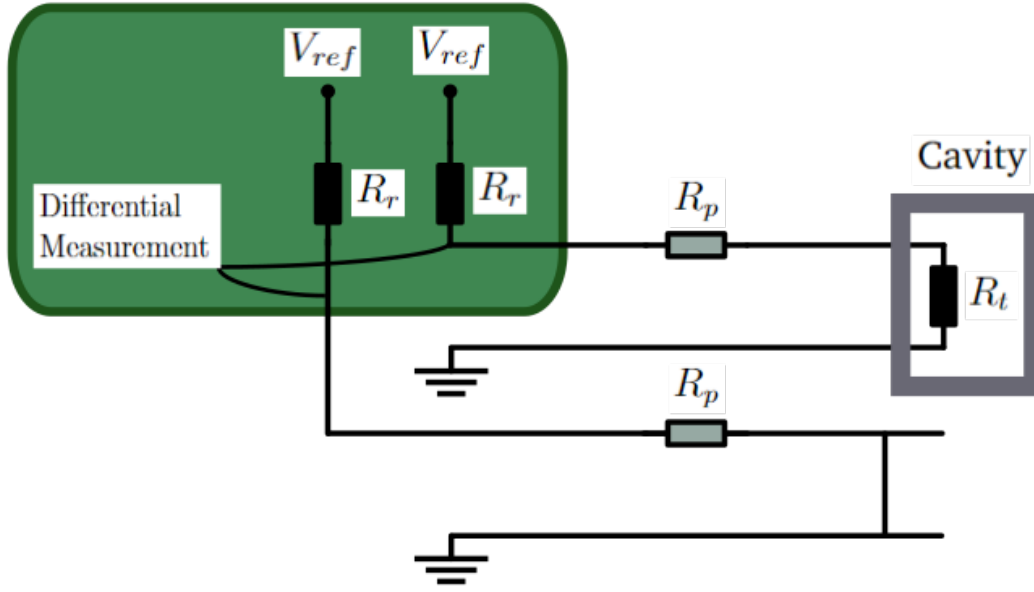 V_ref V_ref
Cavity
R_r R_r R_p
Differential
Measurement
R_t
R_p